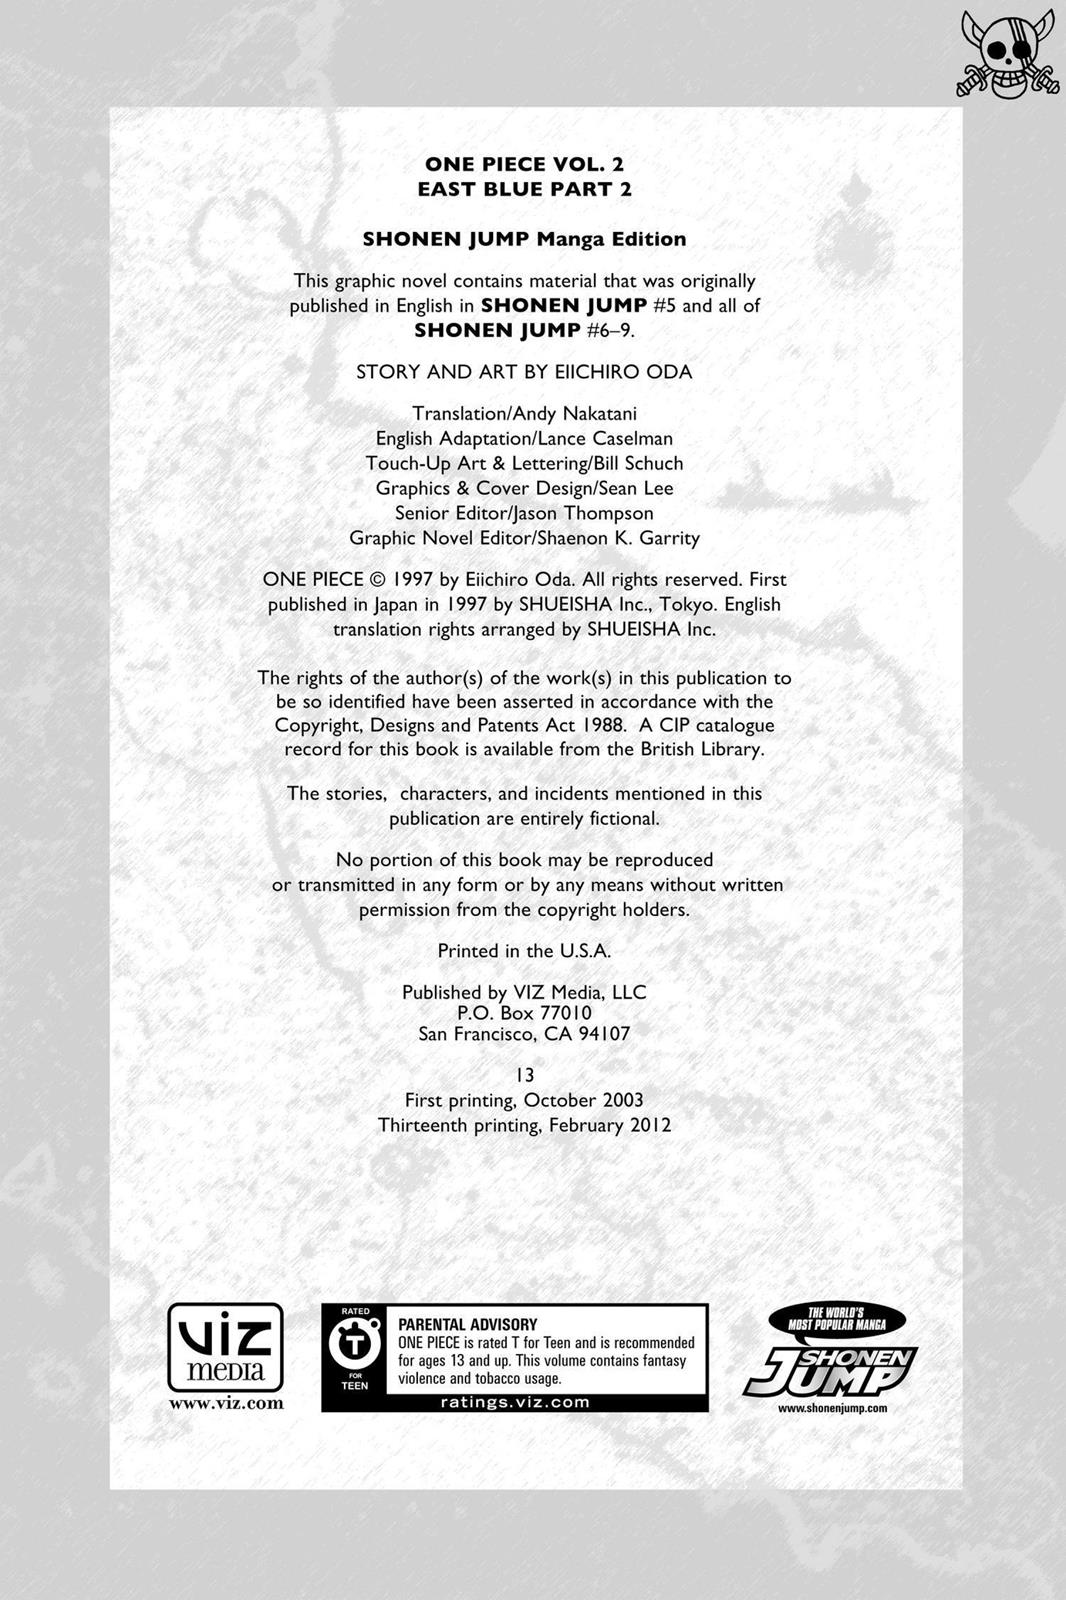 ONE PIECE VOL. 2
EAST BLUE PART 2
SHONEN JUMP Manga Edition
This graphic novel contains material that was originally
published in English in SHONEN JUMP #5 and all of
SHONEN JUMP #6–9.
STORY AND ART BY EIICHIRO ODA
Translation/Andy Nakatani
English Adaptation/Lance Caselman
Touch-Up Art & Lettering/Bill Schuch
Graphics & Cover Design/Sean Lee
Senior Editor/Jason Thompson
Graphic Novel Editor/Shaenon K. Garrity
ONE PIECE © 1997 by Eiichiro Oda. All rights reserved. First
published in Japan in 1997 by SHUEISHA Inc., Tokyo. English
translation rights arranged by SHUEISHA Inc.
The rights of the author(s) of the work(s) in this publication to
be so identified have been asserted in accordance with the
Copyright, Designs and Patents Act 1988.  A CIP catalogue
record for this book is available from the British Library.
The stories,  characters, and incidents mentioned in this
publication are entirely fictional.
No portion of this book may be reproduced
or transmitted in any form or by any means without written
permission from the copyright holders.
Printed in the U.S.A.
Published by VIZ Media, LLC
P.O. Box 77010
San Francisco, CA 94107
13
First printing, October 2003
Thirteenth printing, February 2012
VIZ
MEDIA
www.viz.com
RATED
T
FOR
TEEN
PARENTAL ADVISORY
ONE PIECE is rated T for Teen and is recommended
for ages 13 and up. This volume contains fantasy
violence and tobacco usage.
ratings.viz.com
THE WORLD'S
MOST POPULAR MANGA
SHONEN
JUMP
www.shonenjump.com